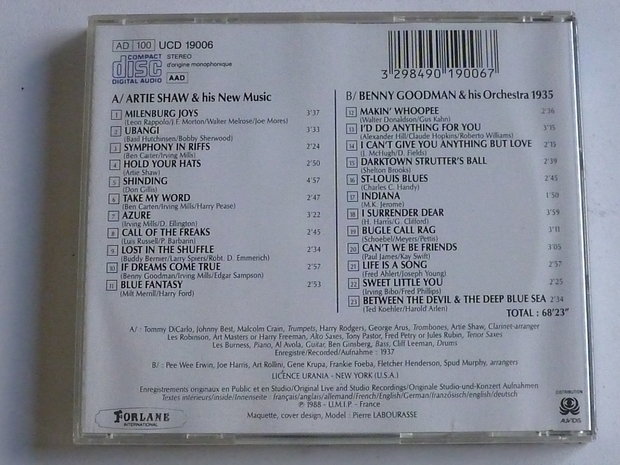 AD 100 UCD 19006
COMPACT
disc
DIGITAL AUDIO
STEREO
d'origine monophonique
AAD
3 298490 190067
A/ ARTIE SHAW & his New Music
1 MILENBURG JOYS 3'37
(Leon Rappolo/J.F. Morton/Walter Melrose/Joe Mores)
2 UBANGI 3'33
(Basil Hutchinsen/Bobby Sherwood)
3 SYMPHONY IN RIFFS 2'24
(Ben Carter/Irving Mills)
4 HOLD YOUR HATS 2'50
(Artie Shaw)
5 SHINDING 4'57
(Don Gillis)
6 TAKE MY WORD 2'47
(Ben Carten/Irving Mills/Harry Pease)
7 AZURE 3'22
(Irving Mills/D. Ellington)
8 CALL OF THE FREAKS 2'45
(Luis Russell/P. Barbarin)
9 LOST IN THE SHUFFLE 2'34
(Buddy Bernier/Larry Spiers/Robt. D. Emmerich)
10 IF DREAMS COME TRUE 2'57
(Benny Goodman/Irving Mills/Edgar Sampson)
11 BLUE FANTASY 2'53
(Milt Merrill/Harry Ford)
B/ BENNY GOODMAN & his Orchestra 1935
12 MAKIN' WHOOPEE 2'36
(Walter Donaldson/Gus Kahn)
13 I'D DO ANYTHING FOR YOU 3'15
(Alexander Hill/Claude Hopkins/Roberto Williams)
14 I CAN'T GIVE YOU ANYTHING BUT LOVE 2'15
(J. McHugh/D. Fields)
15 DARKTOWN STRUTTER'S BALL 2'39
(Shelton Brooks)
16 ST-LOUIS BLUES 2'45
(Charles C. Handy)
17 INDIANA 1'50
(M.K. Jerome)
18 I SURRENDER DEAR 3'59
(H. Harris/G. Clifford)
19 BUGLE CALL RAG 3'11
(Schoebel/Meyers/Pettis)
20 CAN'T WE BE FRIENDS 3'05
(Paul James/Kay Swift)
21 LIFE IS A SONG 2'57
(Fred Ahlert/Joseph Young)
22 SWEET LITTLE YOU 2'25
(Irving Bibo/Fred Phillips)
23 BETWEEN THE DEVIL & THE DEEP BLUE SEA 2'34
(Ted Koehler/Harold Arlen)
TOTAL : 68'23"
A/ : Tommy DiCarlo, Johnny Best, Malcolm Crain, Trumpets, Harry Rodgers, George Arus, Trombones, Artie Shaw, Clarinet-arranger
Les Robinson, Art Masters or Harry Freeman, Alto Saxes, Tony Pastor, Fred Petry or Jules Rubin, Tenor Saxes
Les Burness, Piano, Al Avola, Guitar, Ben Ginsberg, Bass, Cliff Leeman, Drums
Enregistré/Recorded/Aufnahme : 1937
B/ : Pee Wee Erwin, Joe Harris, Art Rollini, Gene Krupa, Frankie Foeba, Fletcher Henderson, Spud Murphy, arrangers
LICENCE URANIA - NEW YORK (U.S.A.)
Enregistrements originaux en Public et en Studio/Original Live and Studio Recordings/Originale Studio-und Konzert Aufnahmen
Textes intérieurs/inside/Innenseite : français/anglais/allemand/French/English/German/französisch/english/deutsch
℗ 1988 - U.M.I.P. - France
Maquette, cover design, Model : Pierre LABOURASSE
FORLANE
INTERNATIONAL
DISTRIBUTION
AUVIDIS